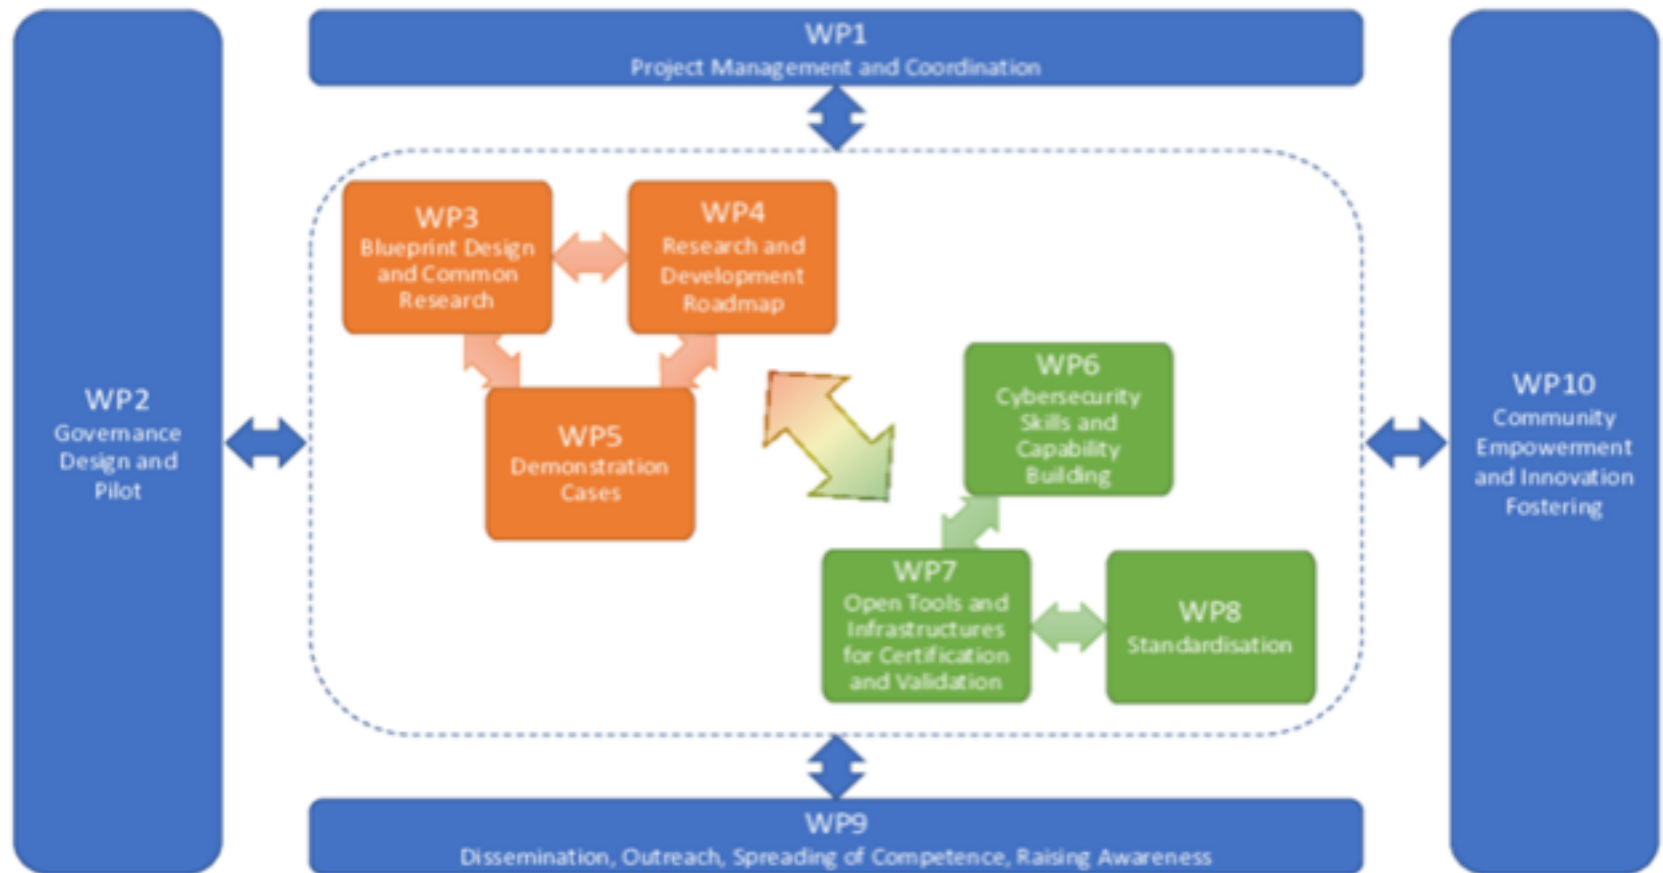 WP1
Project Management and Coordination
WP2
Governance
Design and
Pilot
WP3
Blueprint Design
and Common
Research
WP4
Research and
Development
Roadmap
WP5
Demonstration
Cases
WP6
Cybersecurity
Skills and
Capability
Building
WP7
Open Tools and
Infrastructures
for Certification
and Validation
WP8
Standardisation
WP10
Community
Empowerment
and Innovation
Fostering
WP9
Dissemination, Outreach, Spreading of Competence, Raising Awareness